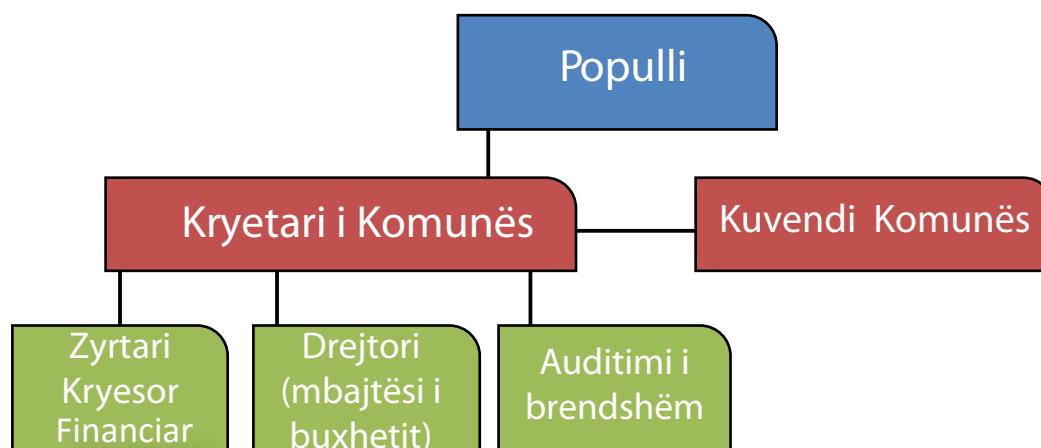 Populli
Kryetari i Komunës
Kuvendi Komunës
Zyrtari
Kryesor
Financiar
Drejtori
(mbajtësi i
buxhetit)
Auditimi i
brendshëm